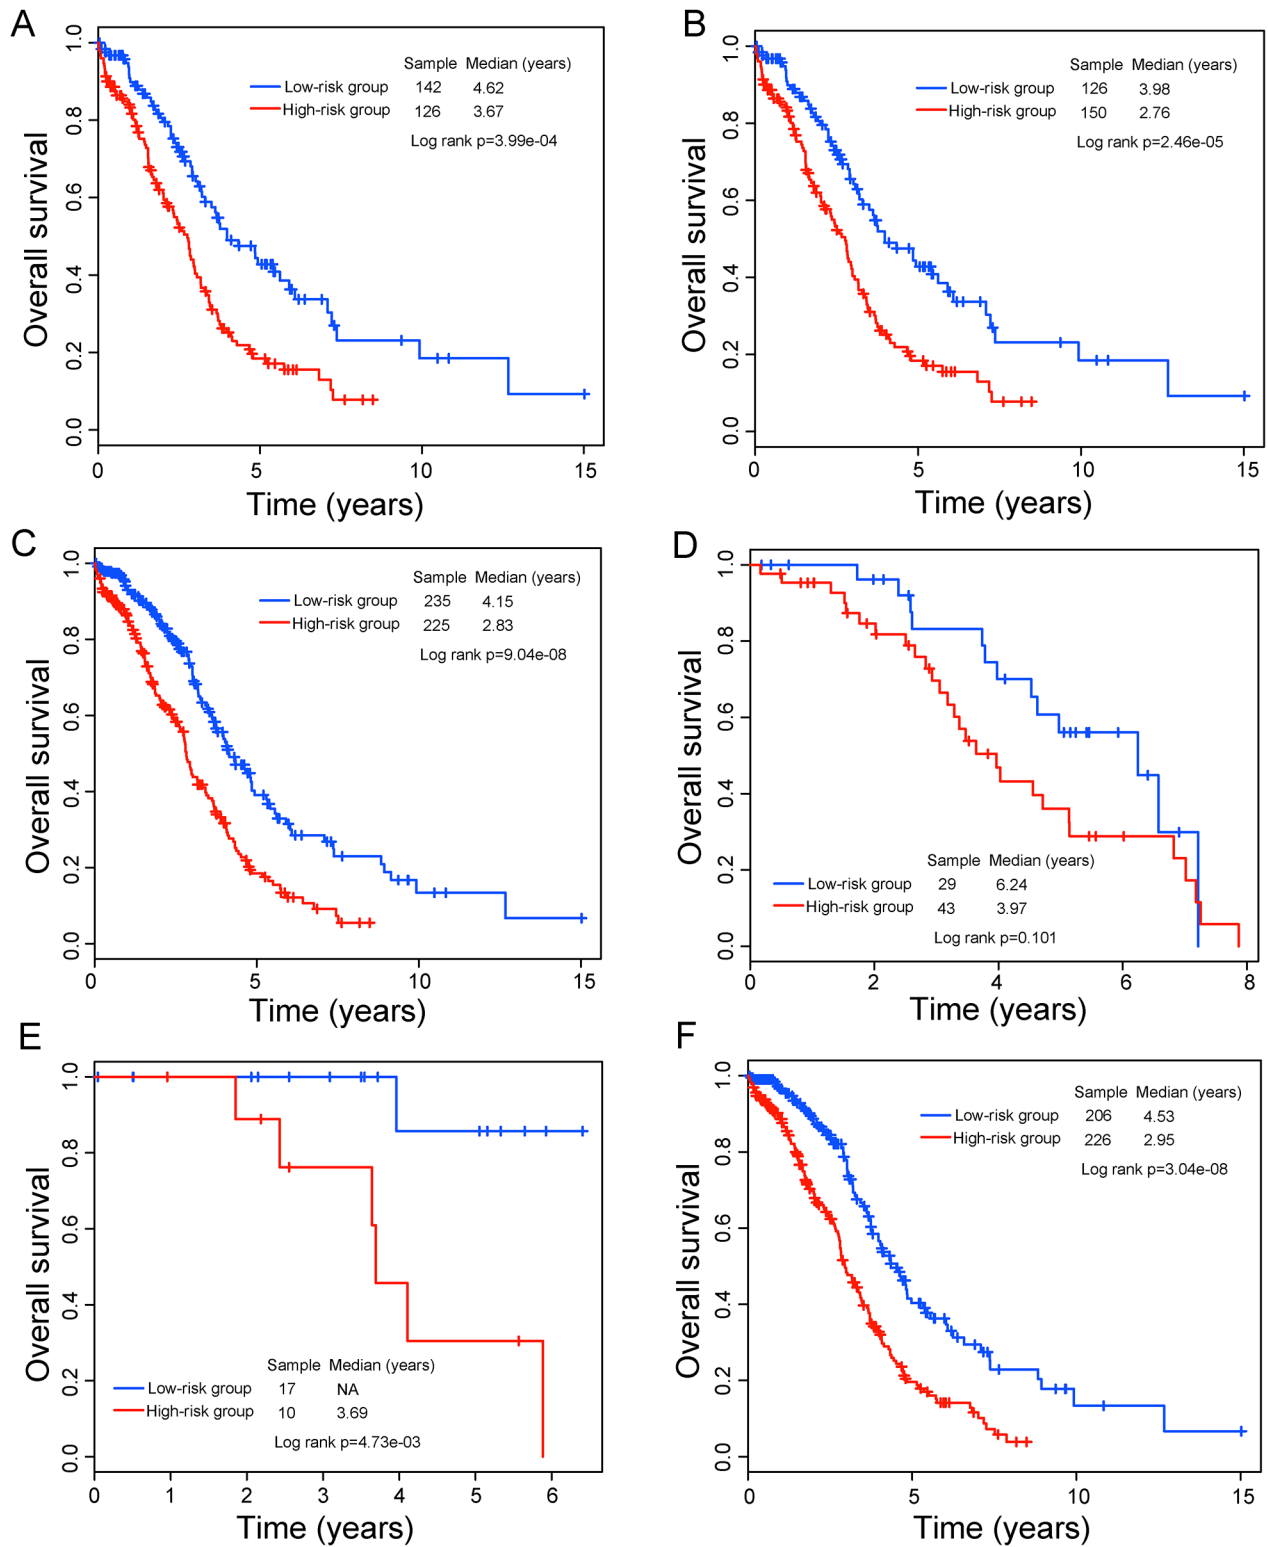 A
Overall survival
1.0
0.8
0.6
0.4
0.2
0.0
Sample Median (years)
Low-risk group 142 4.62
High-risk group 126 3.67
Log rank p=3.99e-04
0 5 10 15
Time (years)
B
Overall survival
1.0
0.8
0.6
0.4
0.2
0.0
Sample Median (years)
Low-risk group 126 3.98
High-risk group 150 2.76
Log rank p=2.46e-05
0 5 10 15
Time (years)
C
Overall survival
1.0
0.8
0.6
0.4
0.2
0.0
Sample Median (years)
Low-risk group 235 4.15
High-risk group 225 2.83
Log rank p=9.04e-08
0 5 10 15
Time (years)
D
Overall survival
1.0
0.8
0.6
0.4
0.2
0.0
Sample Median (years)
Low-risk group 29 6.24
High-risk group 43 3.97
Log rank p=0.101
0 2 4 6 8
Time (years)
E
Overall survival
1.0
0.8
0.6
0.4
0.2
0.0
Sample Median (years)
Low-risk group 17 NA
High-risk group 10 3.69
Log rank p=4.73e-03
0 1 2 3 4 5 6
Time (years)
F
Overall survival
1.0
0.8
0.6
0.4
0.2
0.0
Sample Median (years)
Low-risk group 206 4.53
High-risk group 226 2.95
Log rank p=3.04e-08
0 5 10 15
Time (years)